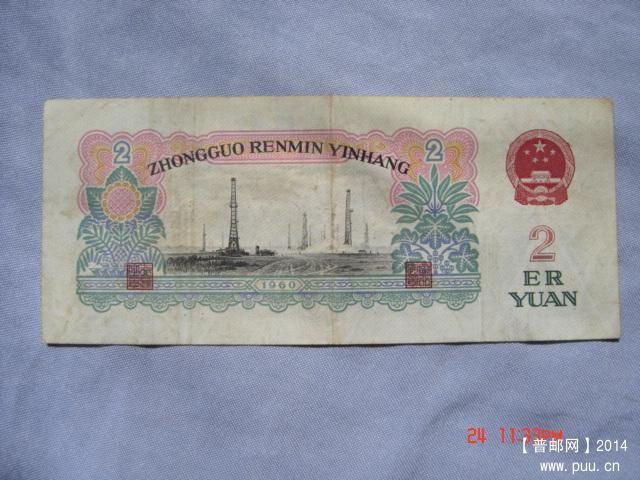 2
2
ZHONGGUO RENMIN YINHANG
1960
2
ER
YUAN
24 11:33PM
【普邮网】2014
www.puu.cn